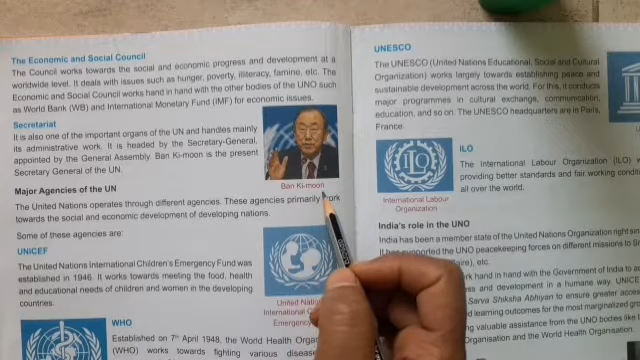 The Economic and Social Council
The Council works towards the social and economic progress and development at a
worldwide level. It deals with issues such as hunger, poverty, illiteracy, famine, etc. The
Economic and Social Council works hand in hand with the other bodies of the UNO such
as World Bank (WB) and International Monetary Fund (IMF) for economic issues.
Secretariat
It is also one of the important organs of the UN and handles mainly
its administrative work. It is headed by the Secretary-General,
appointed by the General Assembly. Ban Ki-moon is the present
Secretary General of the UN.
Ban Ki-moon
Major Agencies of the UN
The United Nations operates through different agencies. These agencies primarily work
towards the social and economic development of developing nations.
Some of these agencies are:
UNICEF
The United Nations International Children's Emergency Fund was
established in 1946. It works towards meeting the food, health
and educational needs of children and women in the developing
countries.
United Nations
International
Emergency
WHO
Established on 7th April 1948, the World Health
(WHO) works towards fighting various
UNESCO
The UNESCO (United Nations Educational, Social and Cultural
Organization) works largely towards establishing peace and
sustainable development across the world. For this, it conducts
major programmes in cultural exchange, communication,
education, and so on. The UNESCO headquarters are in Paris,
France.
ILO
The International Labour Organization (ILO)
providing better standards and fair working
all over the world.
ILO
International Labour
Organization
India's role in the UNO
India has been a member state of the United Nations Organization right
It has supported the UNO peacekeeping forces on different missions to
etc.
hand in hand with the Government of India to
and development in a humane way.
Sarva Shiksha Abhiyan to ensure greater
learning outcomes for the most marginalized
valuable assistance from the UNO bodies like
Organisation and the World Health Organisation.